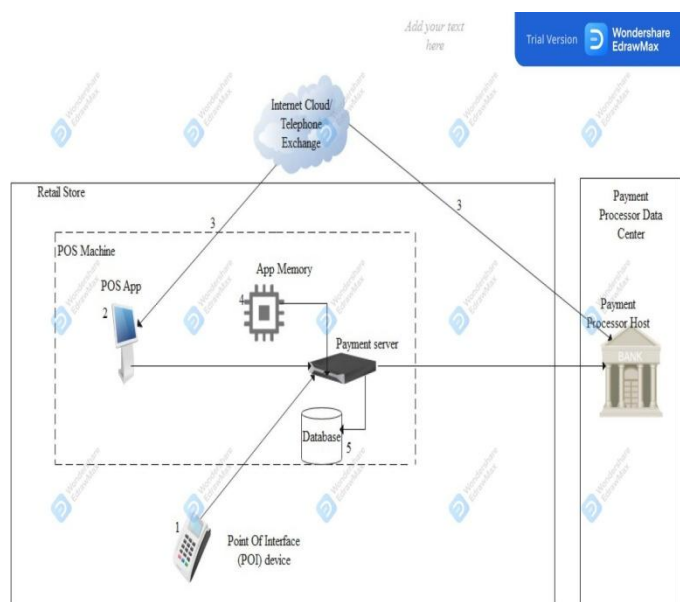 Add your text
here
Trial Version
Wondershare
EdrawMax
Internet Cloud/
Telephone
Exchange
Retail Store
3
3
Payment
Processor Data
Center
POS Machine
POS App
App Memory
2
4
Payment server
Payment
Processor Host
BANK
Database
5
1
Point Of Interface
(POI) device
Wondershare
EdrawMax